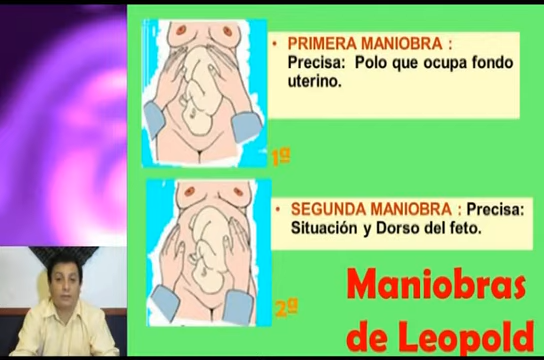 • PRIMERA MANIOBRA :
Precisa: Polo que ocupa fondo
uterino.
1ª
• SEGUNDA MANIOBRA : Precisa:
Situación y Dorso del feto.
2ª
Maniobras
de Leopold